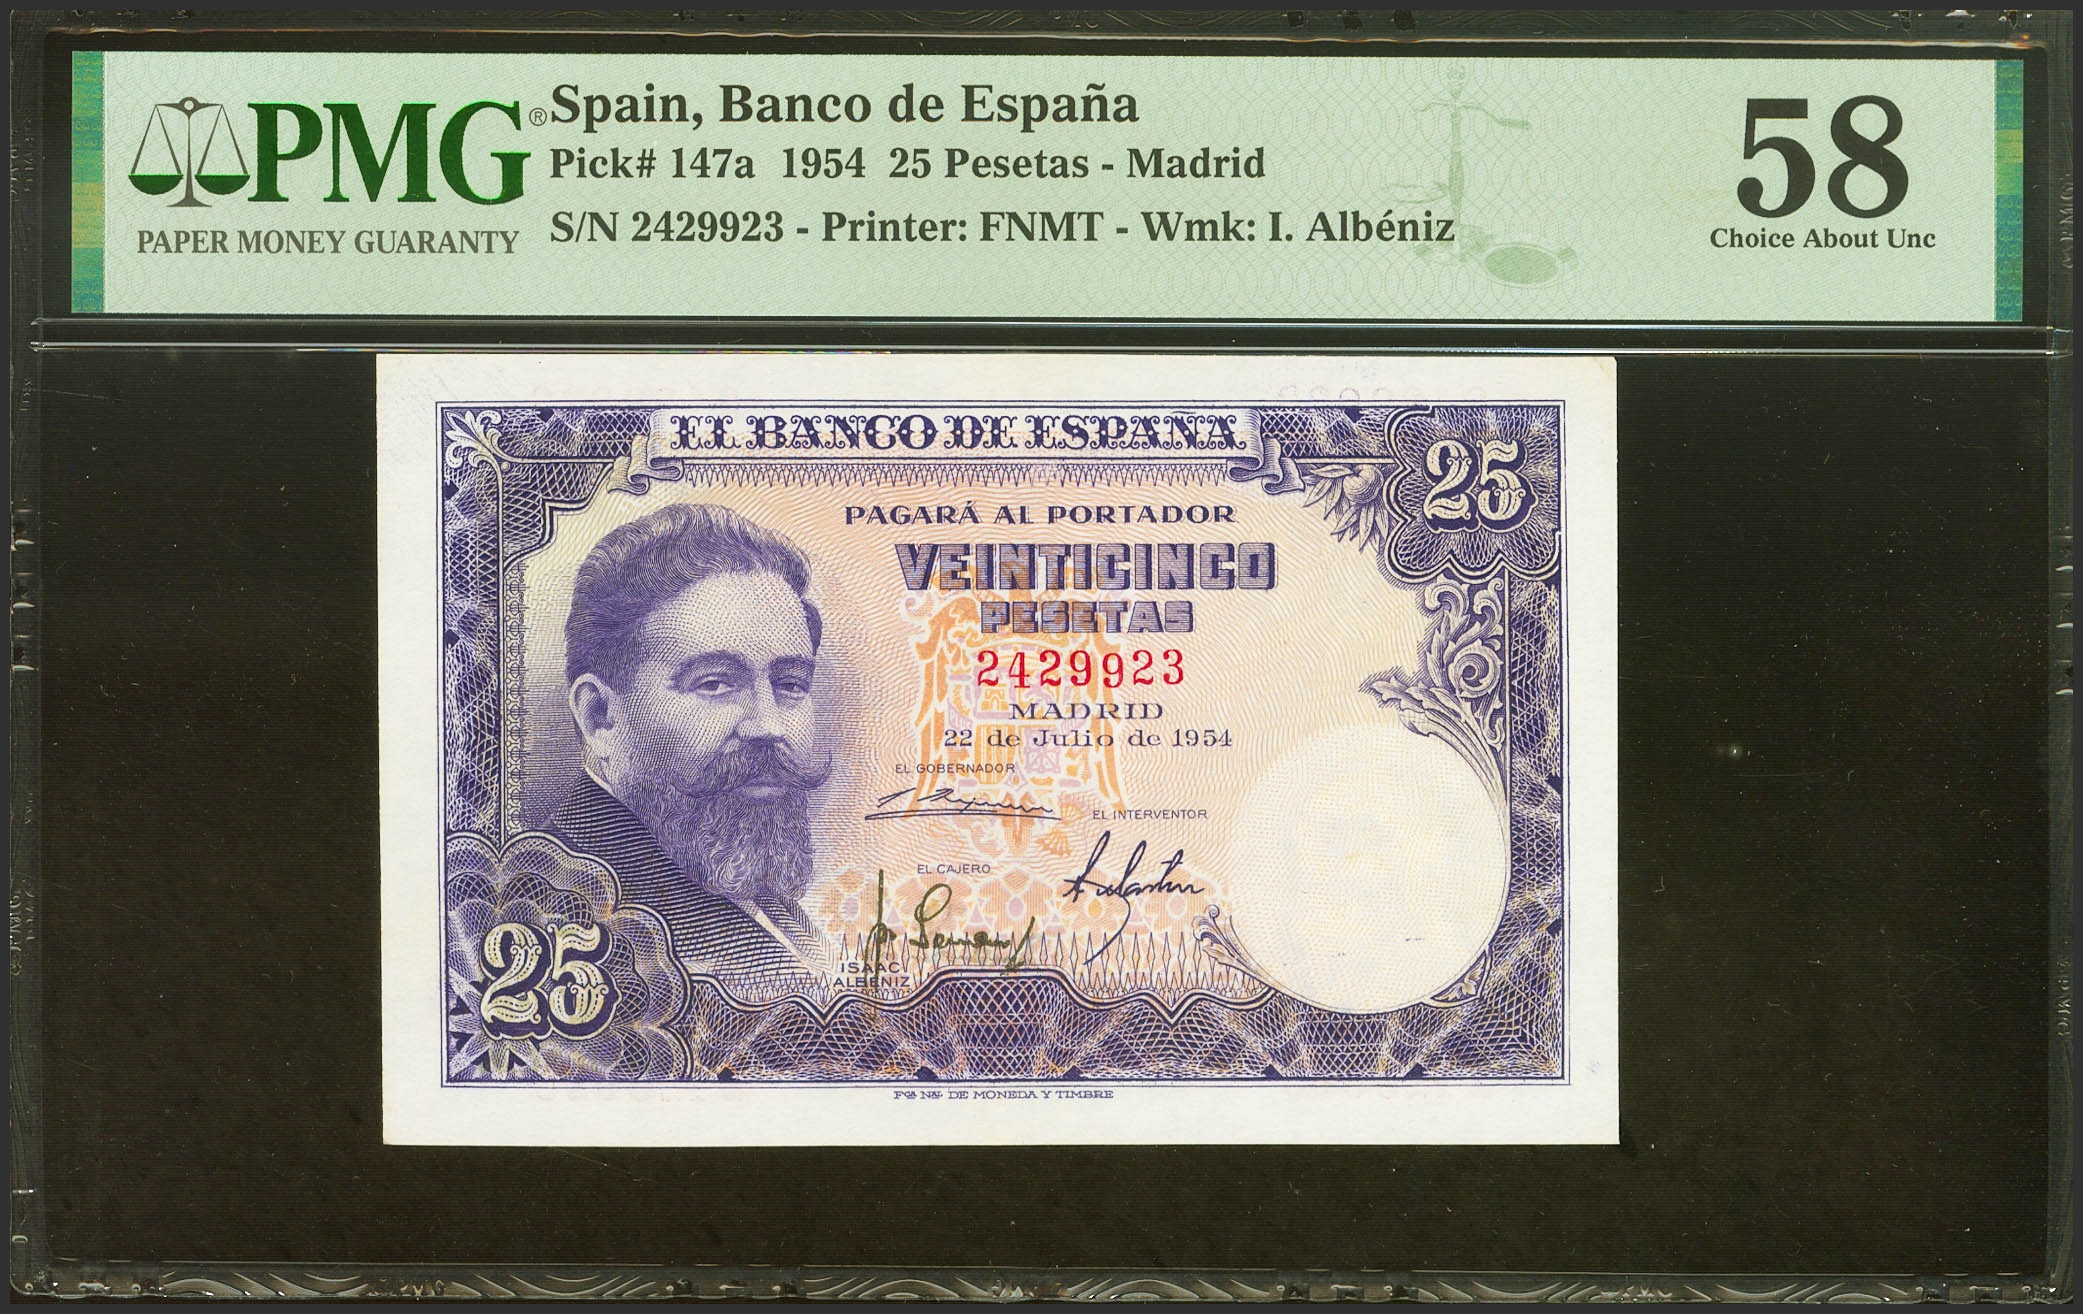 PMG®
PAPER MONEY GUARANTY
Spain, Banco de España
Pick# 147a 1954 25 Pesetas - Madrid
S/N 2429923 - Printer: FNMT - Wmk: I. Albéniz
58
Choice About Unc
EL BANCO DE ESPAÑA
25
PAGARÁ AL PORTADOR
VEINTICINCO
PESETAS
2429923
MADRID
22 de Julio de 1954
EL GOBERNADOR
EL INTERVENTOR
EL CAJERO
ISAAC
ALBENIZ
25
Fca. Nal. DE MONEDA Y TIMBRE